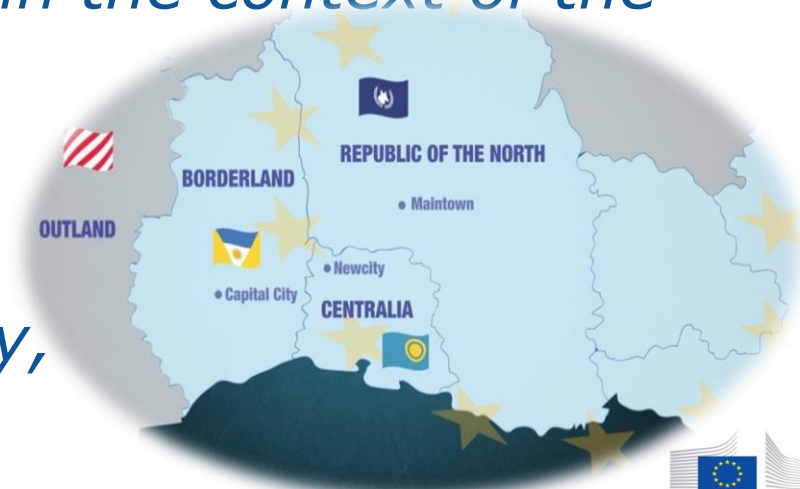 in the context of the
REPUBLIC OF THE NORTH
BORDERLAND
Maintown
OUTLAND
Newcity
Capital City
CENTRALIA
y,